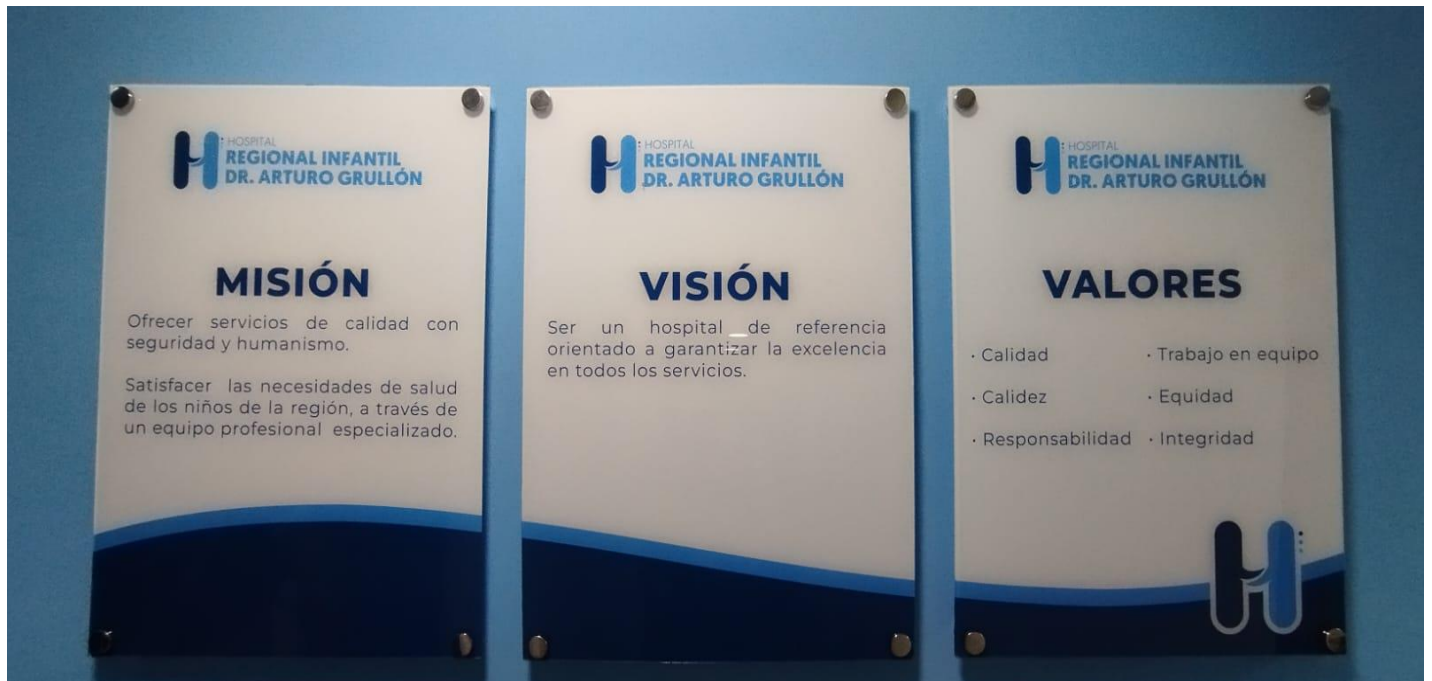 HOSPITAL
REGIONAL INFANTIL
DR. ARTURO GRULLÓN
MISIÓN
Ofrecer servicios de calidad con
seguridad y humanismo.
Satisfacer las necesidades de salud
de los niños de la región, a través de
un equipo profesional especializado.
HOSPITAL
REGIONAL INFANTIL
DR. ARTURO GRULLÓN
VISIÓN
Ser un hospital de referencia
orientado a garantizar la excelencia
en todos los servicios.
HOSPITAL
REGIONAL INFANTIL
DR. ARTURO GRULLÓN
VALORES
· Calidad
· Calidez
· Responsabilidad
· Trabajo en equipo
· Equidad
· Integridad